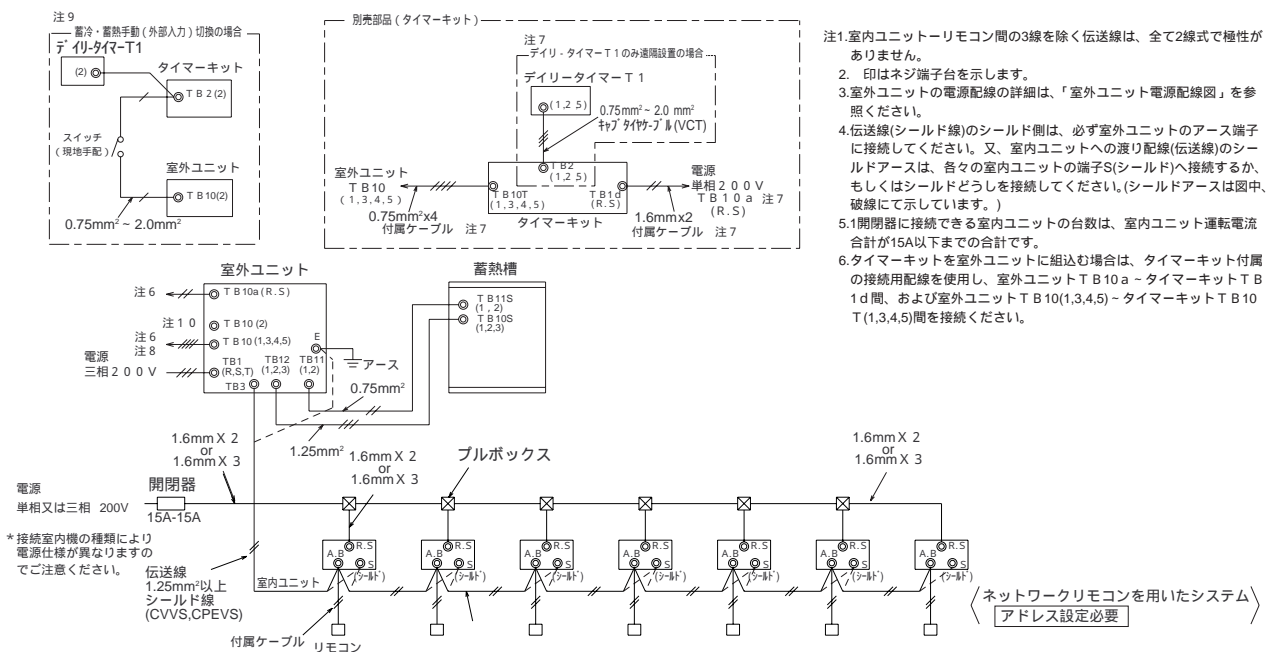 注9
蓄冷・蓄熱手動(外部入力)切換の場合
デイリ-タイマーT1
(2)
タイマーキット
TB2(2)
スイッチ
(現地手配)
室外ユニット
TB10(2)
0.75mm²~2.0mm²
別売部品(タイマーキット)
注7
デイリ-タイマーT1のみ遠隔設置の場合
デイリータイマーT1
(1,2 5)
0.75mm²~2.0 mm²
キャブタイヤケーブル(VCT)
TB2
(1,2 5)
室外ユニット
TB10
(1,3,4,5)
0.75mm²x4
付属ケーブル 注7
TB10T
(1,3,4,5)
TB1d
(R.S)
タイマーキット
電源
単相200V
TB10a 注7
(R.S)
1.6mmx2
付属ケーブル 注7
注1.室内ユニットーリモコン間の3線を除く伝送線は、全て2線式で極性が
ありません。
2. 印はネジ端子台を示します。
3.室外ユニットの電源配線の詳細は、「室外ユニット電源配線図」を参
照ください。
4.伝送線(シールド線)のシールド側は、必ず室外ユニットのアース端子
に接続してください。又、室内ユニットへの渡り配線(伝送線)のシー
ルドアースは、各々の室内ユニットの端子S(シールド)へ接続するか、
もしくはシールドどうしを接続してください。(シールドアースは図中、
破線にて示しています。)
5.1開閉器に接続できる室内ユニットの台数は、室内ユニット運転電流
合計が15A以下までの合計です。
6.タイマーキットを室外ユニットに組込む場合は、タイマーキット付属
の接続用配線を使用し、室外ユニットTB10a~タイマーキットTB
1d間、および室外ユニットTB10(1,3,4,5)~タイマーキットTB10
T(1,3,4,5)間を接続ください。
室外ユニット
注6
TB10a(R.S)
注10
TB10(2)
注6
注8
TB10(1,3,4,5)
電源
三相200V
TB1
(R,S,T)
TB12
(1,2,3)
TB11
(1,2)
TB3
E
アース
0.75mm²
1.25mm²
蓄熱槽
TB11S
(1,2)
TB10S
(1,2,3)
1.6mmX2
or
1.6mmX3
1.6mmX2
or
1.6mmX3
プルボックス
1.6mmX2
or
1.6mmX3
電源
単相又は三相 200V
開閉器
15A-15A
*接続室内機の種類により
電源仕様が異なりますの
でご注意ください。
伝送線
1.25mm²以上
シールド線
(CVVS,CPEVS)
室内ユニット
A.B R.S S (シールド)
A.B R.S S (シールド)
A.B R.S S (シールド)
A.B R.S S (シールド)
A.B R.S S (シールド)
A.B R.S S (シールド)
A.B R.S S (シールド)
付属ケーブル
リモコン
〈ネットワークリモコンを用いたシステム〉
アドレス設定必要